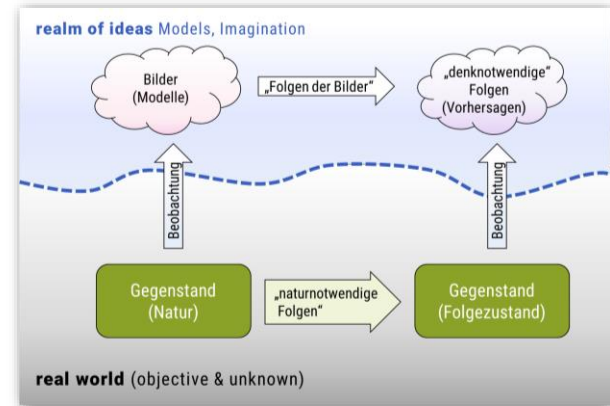 realm of ideas Models, Imagination
Bilder
(Modelle)
„Folgen der Bilder“
„denknotwendige“
Folgen
(Vorhersagen)
Beobachtung
Beobachtung
Gegenstand
(Natur)
„naturnotwendige
Folgen“
Gegenstand
(Folgezustand)
real world (objective & unknown)